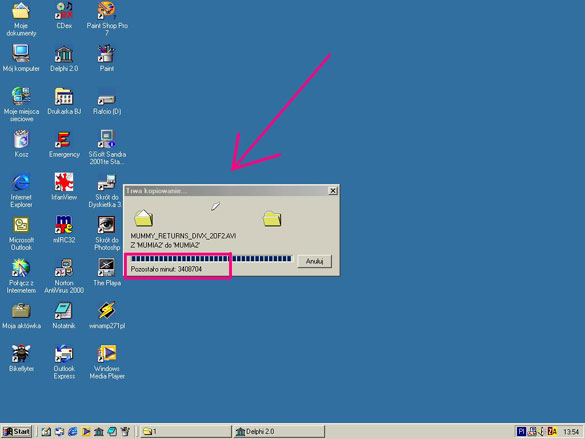 Moje
dokumenty
CDex
Paint Shop Pro
7
Mój komputer
Delphi 2.0
Paint
Moje miejsca
sieciowe
Drukarka BJ
Rafcio (D)
Kosz
Emergency
SiSoft Sandra
2001te Sta...
Internet
Explorer
IrfanView
Skrót do
Dyskietka 3.
Microsoft
Outlook
mIRC32
Skrót do
Photoshp
Połącz z
Internetem
Norton
AntiVirus 2000
The Playa
Moja aktówka
Notatnik
winamp271pl
Bikeflyter
Outlook
Express
Windows
Media Player
Trwa kopiowanie...
MUMMY_RETURNS_DIVX_2OF2.AVI
Z 'MUMIA2' do 'MUMIA2'
Anuluj
Pozostało minut: 3408704
Start
1
Delphi 2.0
Pl
13:54